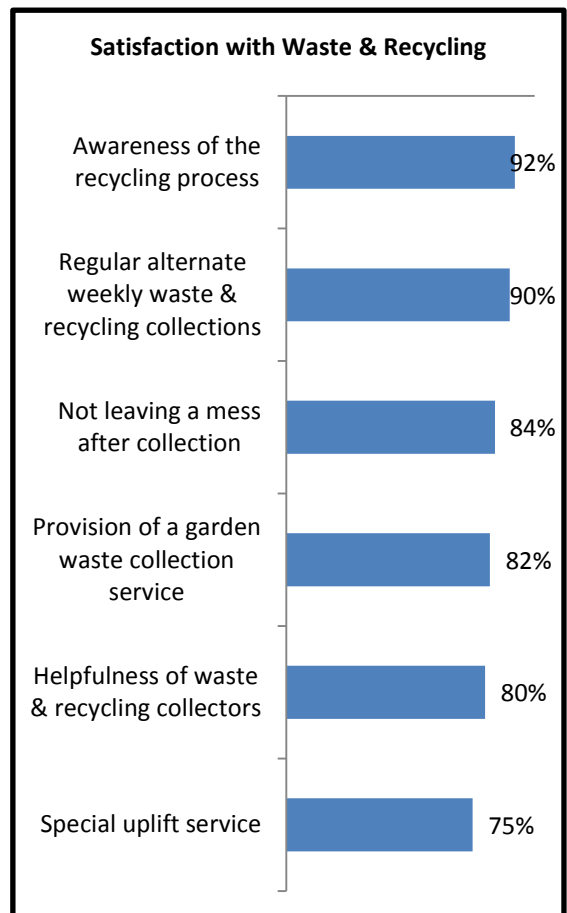 Satisfaction with Waste & Recycling
Awareness of the
recycling process
92%
Regular alternate
weekly waste &
recycling collections
90%
Not leaving a mess
after collection
84%
Provision of a garden
waste collection
service
82%
Helpfulness of waste
& recycling collectors
80%
Special uplift service
75%